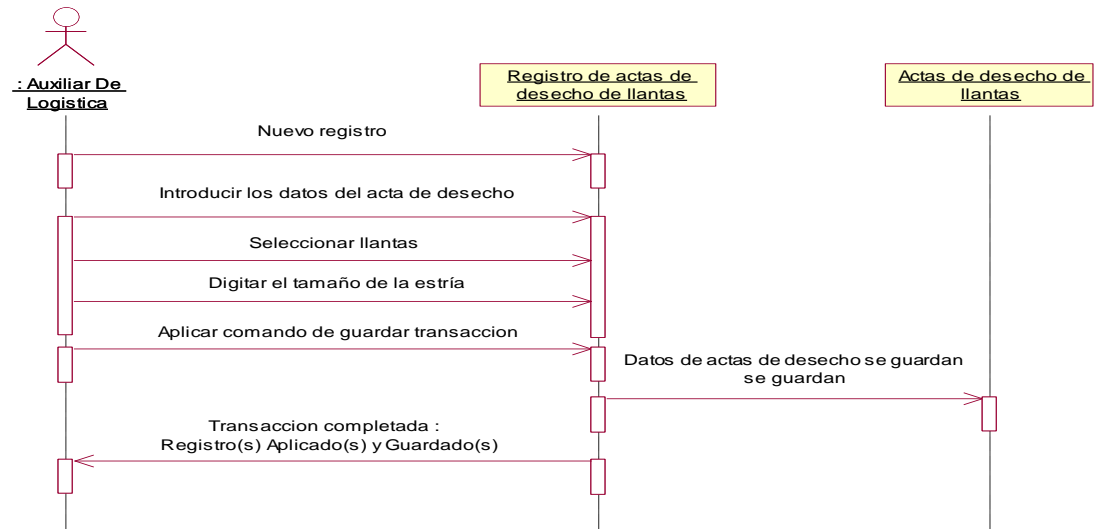 : Auxiliar De
Logistica
Registro de actas de
desecho de llantas
Actas de desecho de
llantas
Nuevo registro
Introducir los datos del acta de desecho
Seleccionar llantas
Digitar el tamaño de la estría
Aplicar comando de guardar transaccion
Datos de actas de desecho se guardan
se guardan
Transaccion completada :
Registro(s) Aplicado(s) y Guardado(s)